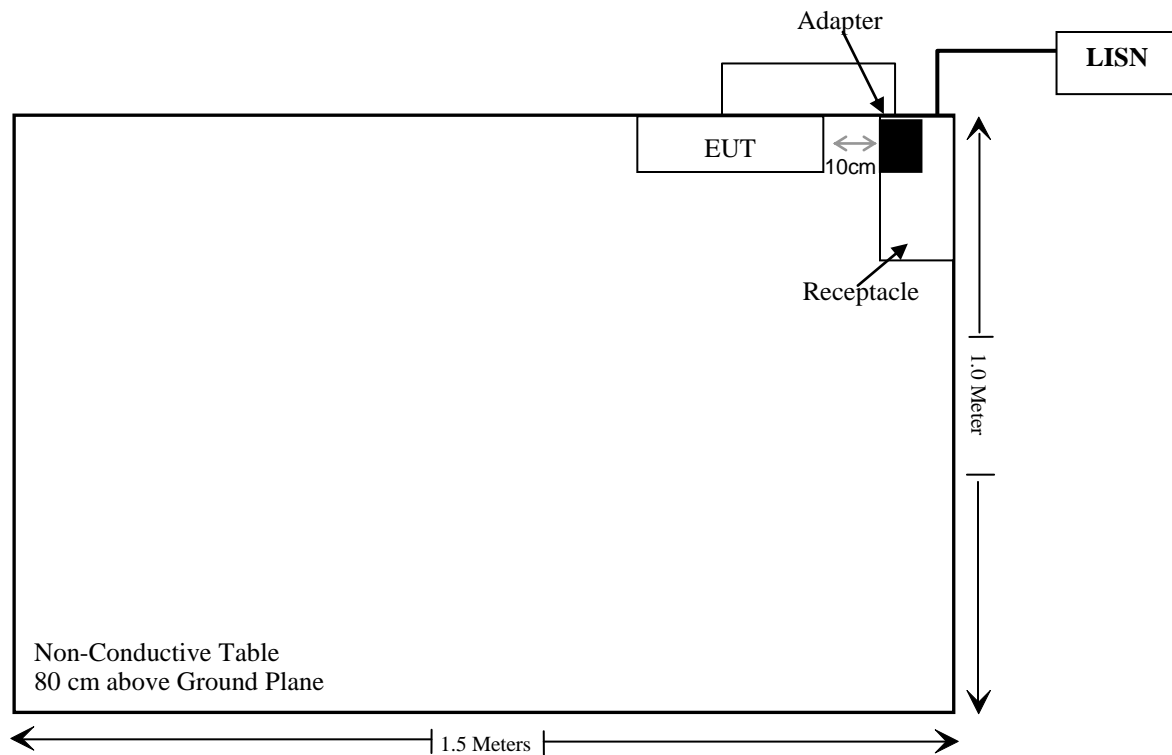 Adapter
LISN
EUT
10cm
Receptacle
1.0 Meter
Non-Conductive Table
80 cm above Ground Plane
1.5 Meters